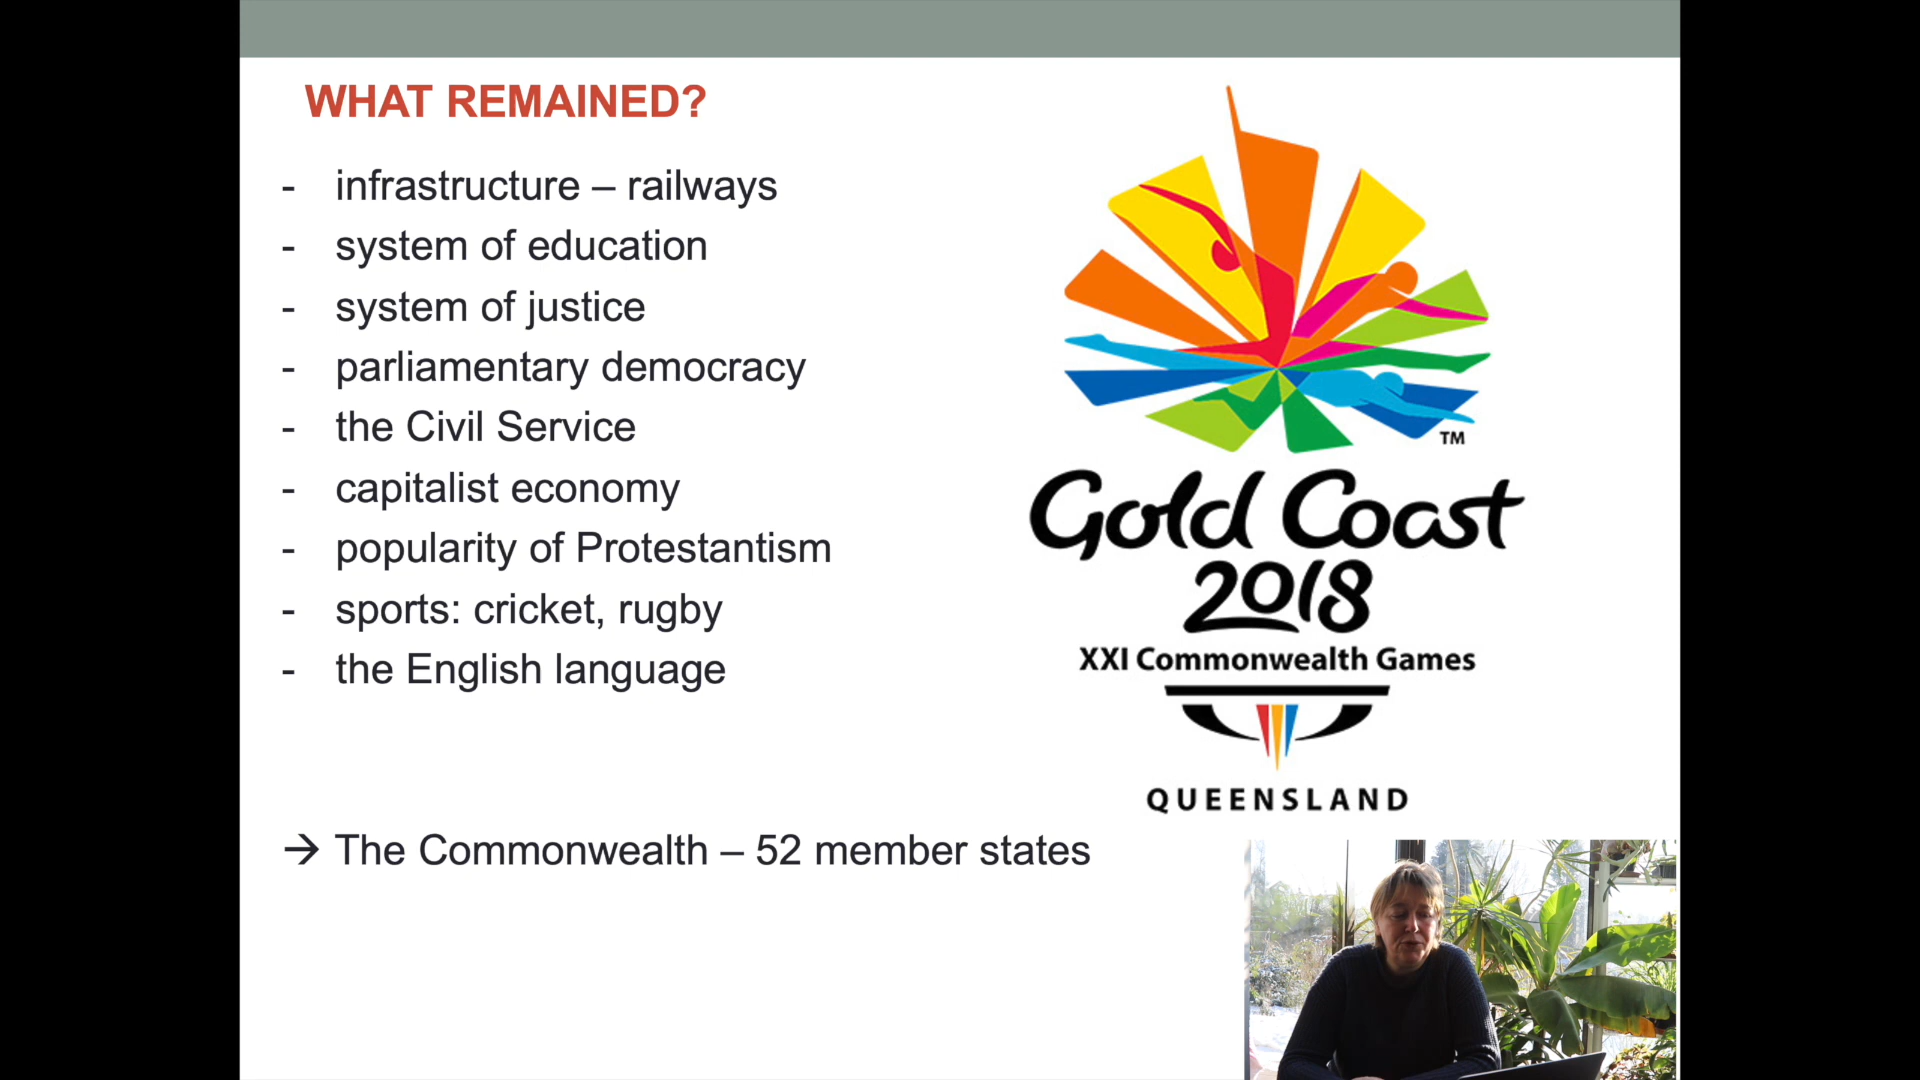 WHAT REMAINED?
- infrastructure – railways
- system of education
- system of justice
- parliamentary democracy
- the Civil Service
- capitalist economy
- popularity of Protestantism
- sports: cricket, rugby
- the English language
→ The Commonwealth – 52 member states
TM
Gold Coast
2018
XXI Commonwealth Games
QUEENSLAND